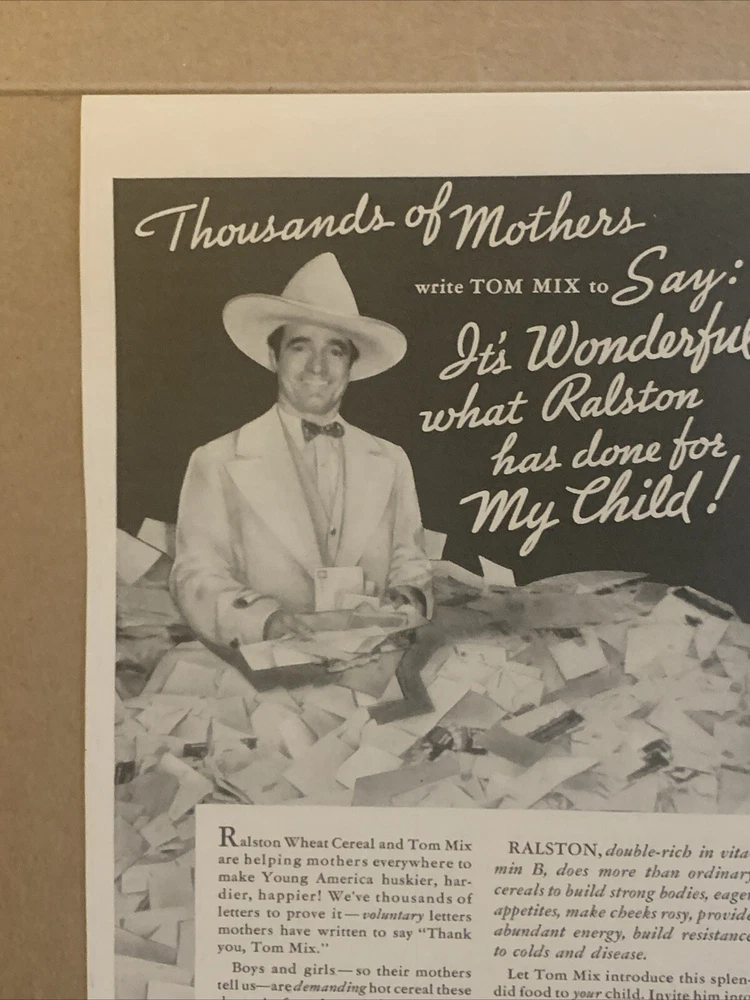 Thousands of Mothers
write TOM MIX to Say:
It's Wonderful
what Ralston
has done for
My Child!
Ralston Wheat Cereal and Tom Mix
are helping mothers everywhere to
make Young America huskier, har-
dier, happier! We've thousands of
letters to prove it—voluntary letters
mothers have written to say "Thank
you, Tom Mix."
Boys and girls—so their mothers
tell us—are demanding hot cereal these
RALSTON, double-rich in vita-
min B, does more than ordinary
cereals to build strong bodies, eager
appetites, make cheeks rosy, provide
abundant energy, build resistance
to colds and disease.
Let Tom Mix introduce this splen-
did food to your child. Invite him into